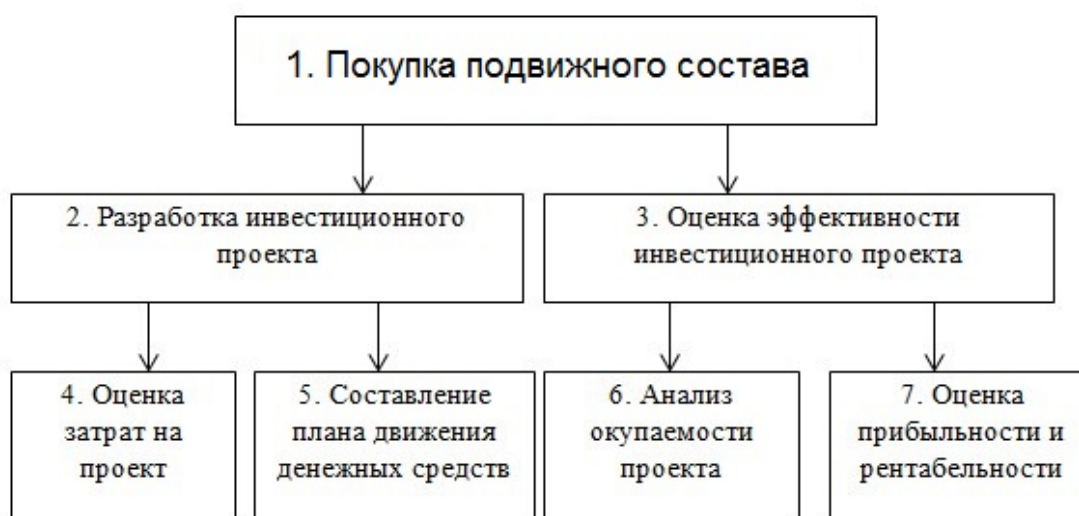 1. Покупка подвижного состава
2. Разработка инвестиционного
проекта
3. Оценка эффективности
инвестиционного проекта
4. Оценка
затрат на
проект
5. Составление
плана движения
денежных средств
6. Анализ
окупаемости
проекта
7. Оценка
прибыльности и
рентабельности